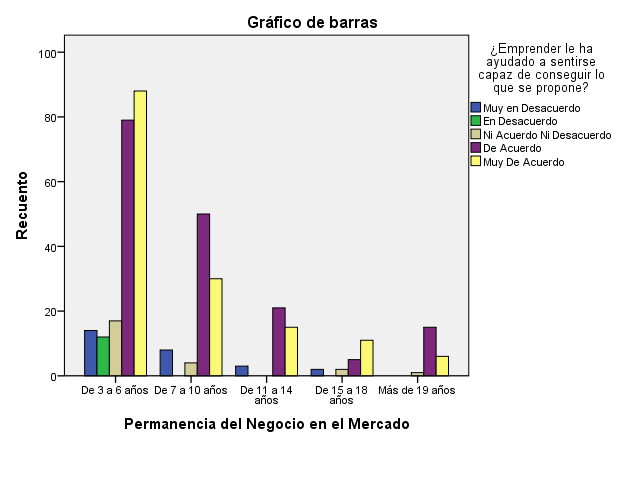 Gráfico de barras
¿Emprender le ha
ayudado a sentirse
capaz de conseguir lo
que se propone?
Muy en Desacuerdo
En Desacuerdo
Ni Acuerdo Ni Desacuerdo
De Acuerdo
Muy De Acuerdo
Recuento
100
80
60
40
20
0
De 3 a 6 años
De 7 a 10 años
De 11 a 14
años
De 15 a 18
años
Más de 19 años
Permanencia del Negocio en el Mercado